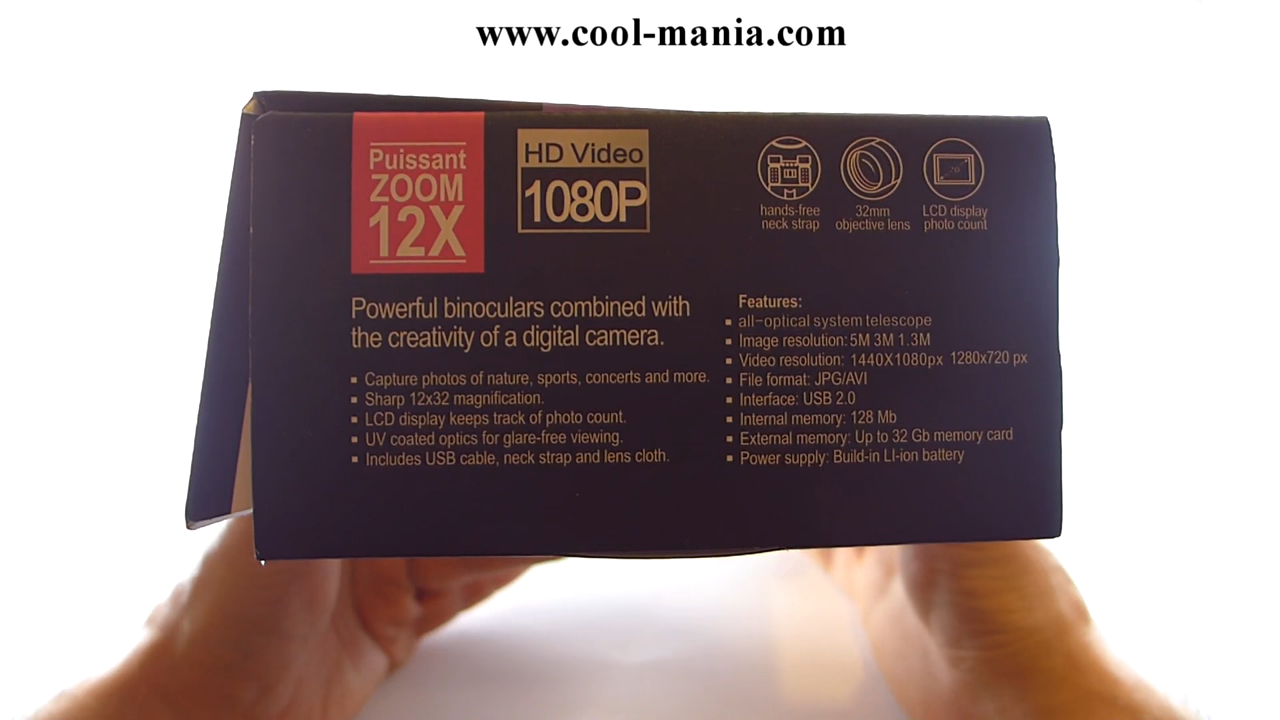 www.cool-mania.com
Puissant
ZOOM
12X
HD Video
1080P
hands-free
neck strap
32mm
objective lens
LCD display
photo count
Powerful binoculars combined with
the creativity of a digital camera.
▪ Capture photos of nature, sports, concerts and more.
▪ Sharp 12x32 magnification.
▪ LCD display keeps track of photo count.
▪ UV coated optics for glare-free viewing.
▪ Includes USB cable, neck strap and lens cloth.
Features:
▪ all-optical system telescope
▪ Image resolution: 5M 3M 1.3M
▪ Video resolution: 1440X1080px 1280x720 px
▪ File format: JPG/AVI
▪ Interface: USB 2.0
▪ Internal memory: 128 Mb
▪ External memory: Up to 32 Gb memory card
▪ Power supply: Build-in LI-ion battery